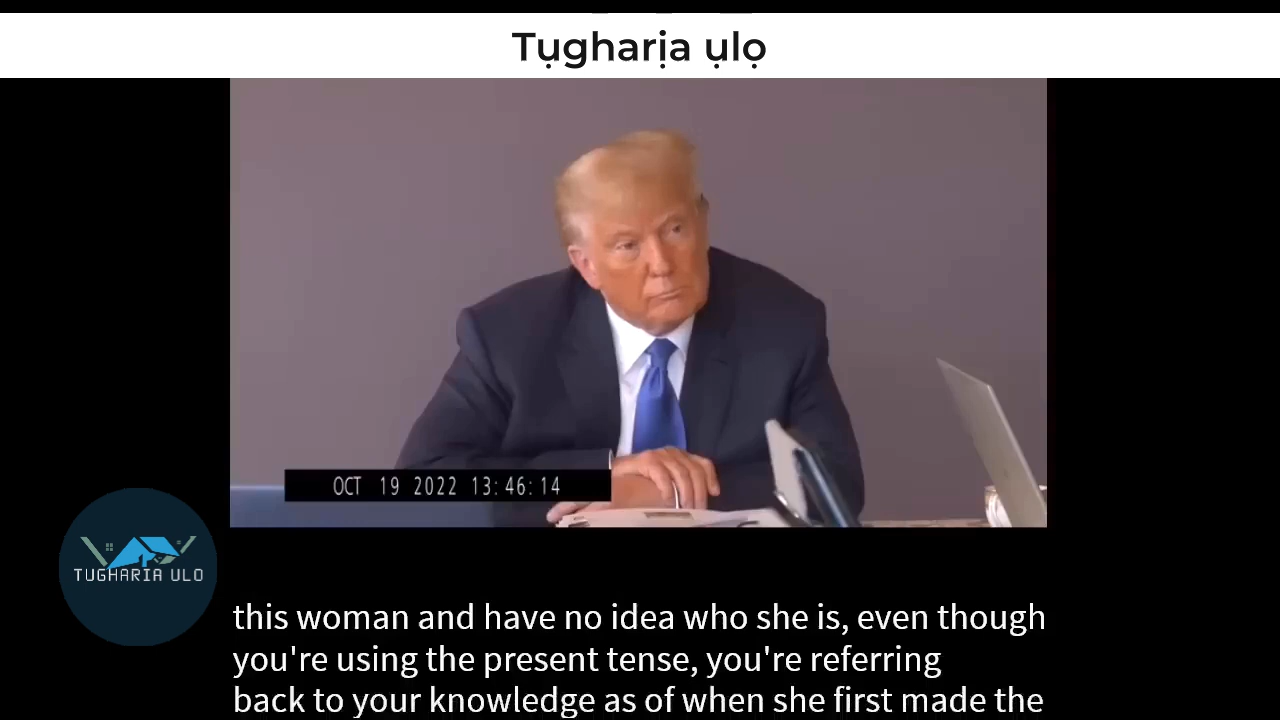 Tụgharịa ụlọ
OCT 19 2022 13:46:14
TUGHARIA ULO
this woman and have no idea who she is, even though
you're using the present tense, you're referring
back to your knowledge as of when she first made the